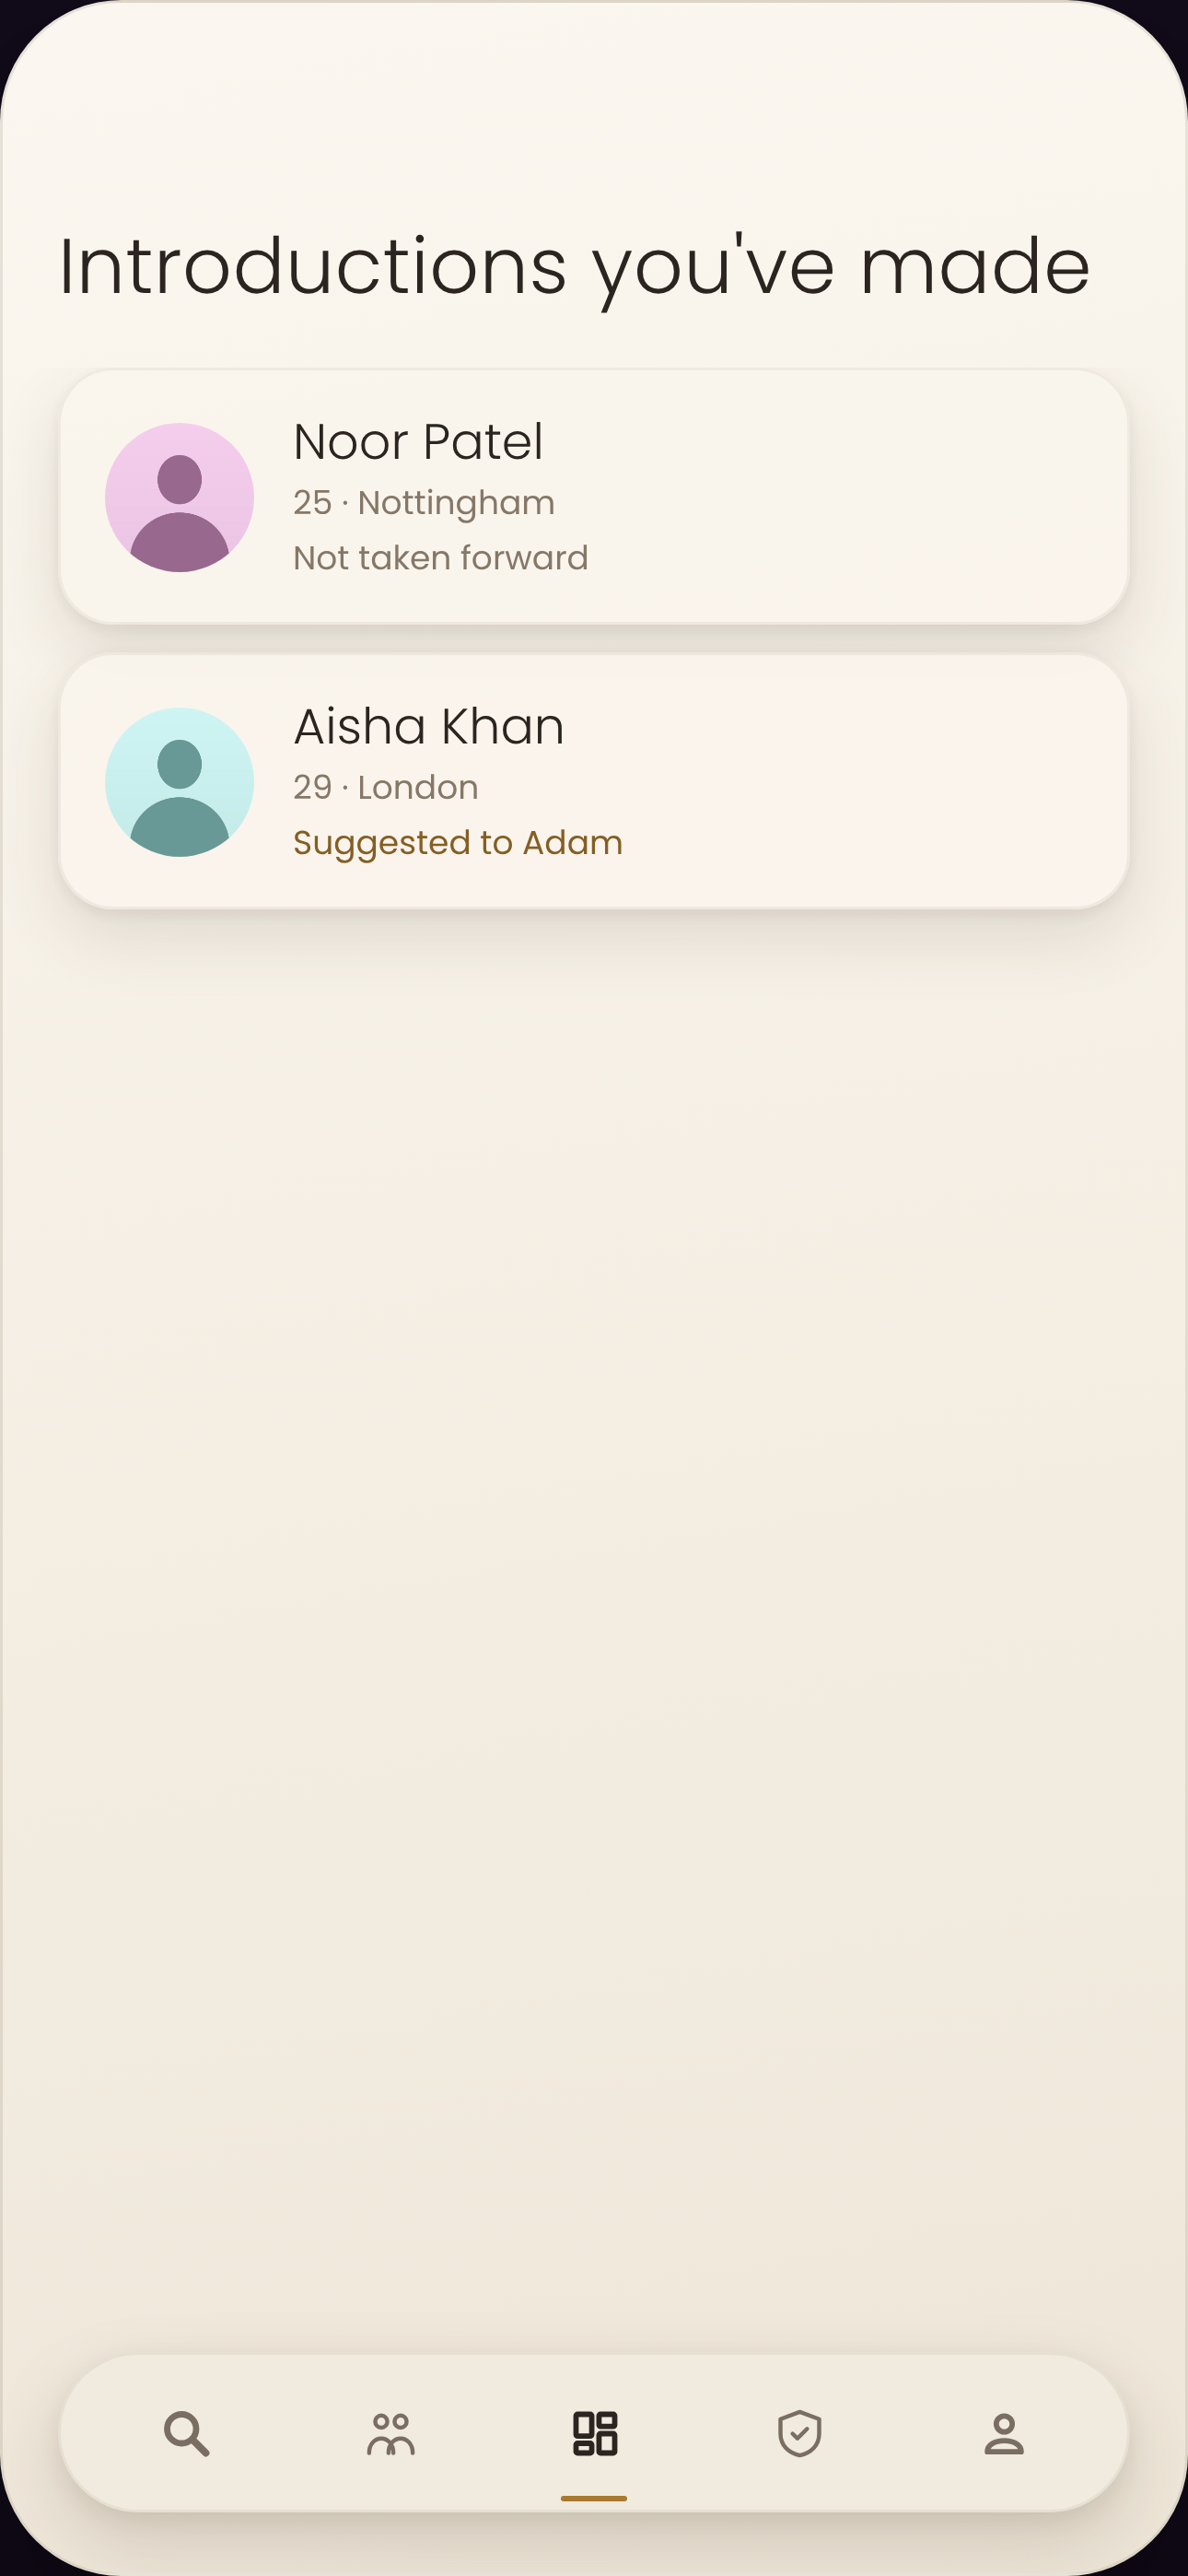 Introductions you've made
Noor Patel
25 · Nottingham
Not taken forward
Aisha Khan
29 · London
Suggested to Adam